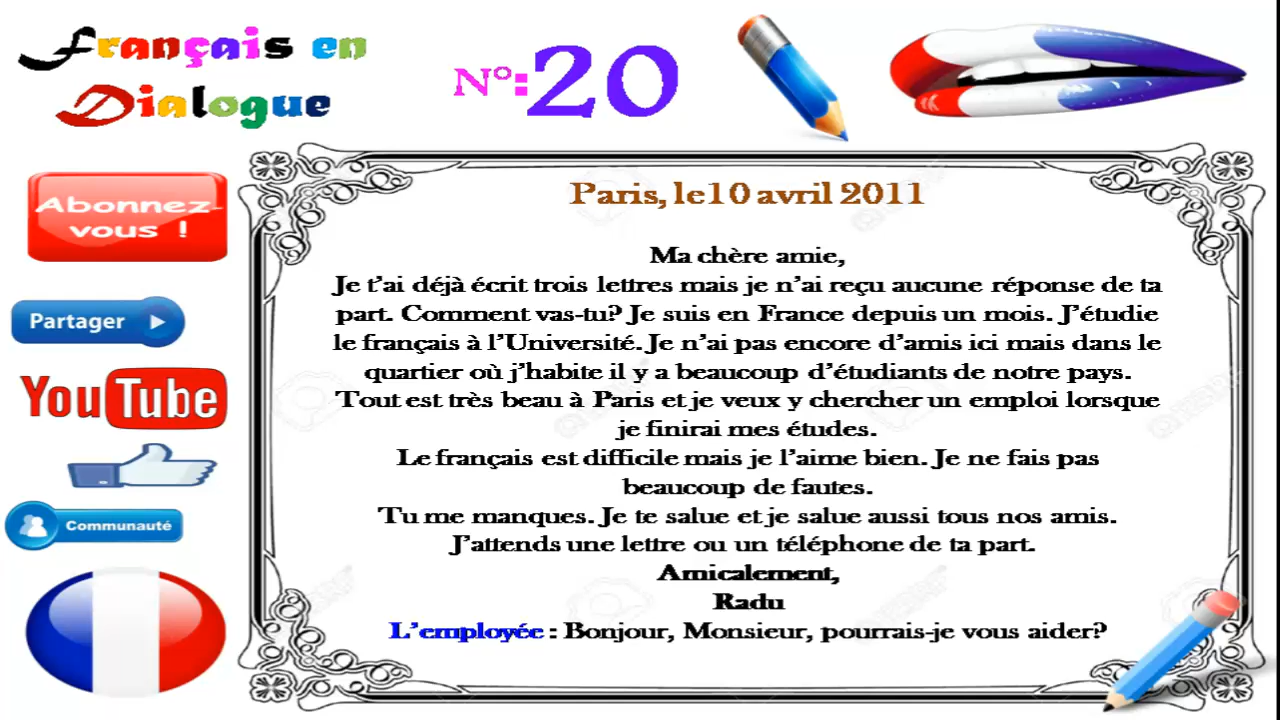 Français en
Dialogue
N°:20
Abonnez-
vous !
Partager
YouTube
Communauté
Paris, le10 avril 2011
Ma chère amie,
Je t’ai déjà écrit trois lettres mais je n’ai reçu aucune réponse de ta
part. Comment vas-tu? Je suis en France depuis un mois. J’étudie
le français à l’Université. Je n’ai pas encore d’amis ici mais dans le
quartier où j’habite il y a beaucoup d’étudiants de notre pays.
Tout est très beau à Paris et je veux y chercher un emploi lorsque
je finirai mes études.
Le français est difficile mais je l’aime bien. Je ne fais pas
beaucoup de fautes.
Tu me manques. Je te salue et je salue aussi tous nos amis.
J’attends une lettre ou un téléphone de ta part.
Amicalement,
Radu
L’employée : Bonjour, Monsieur, pourrais-je vous aider?